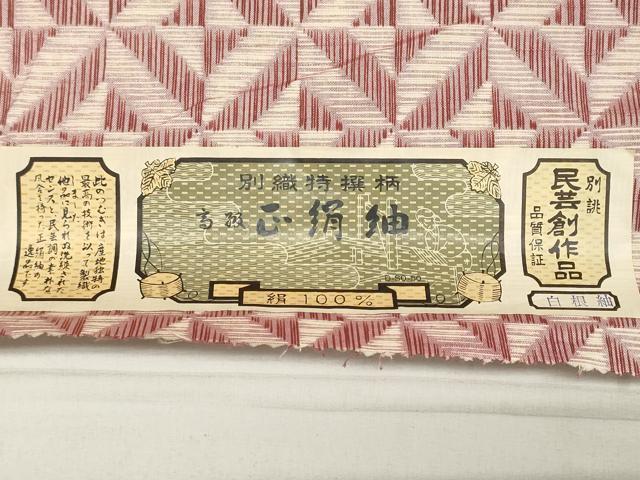 別誂
民芸創作品
品質保証
白根紬
別織特撰柄
高級 正絹紬
絹 100%
此のつむぎは産地独特の
最高の技術を以って製織
しました
他に見られぬ洗練された
センスと民芸調の素朴な
風合を持った正絹紬の
逸品です